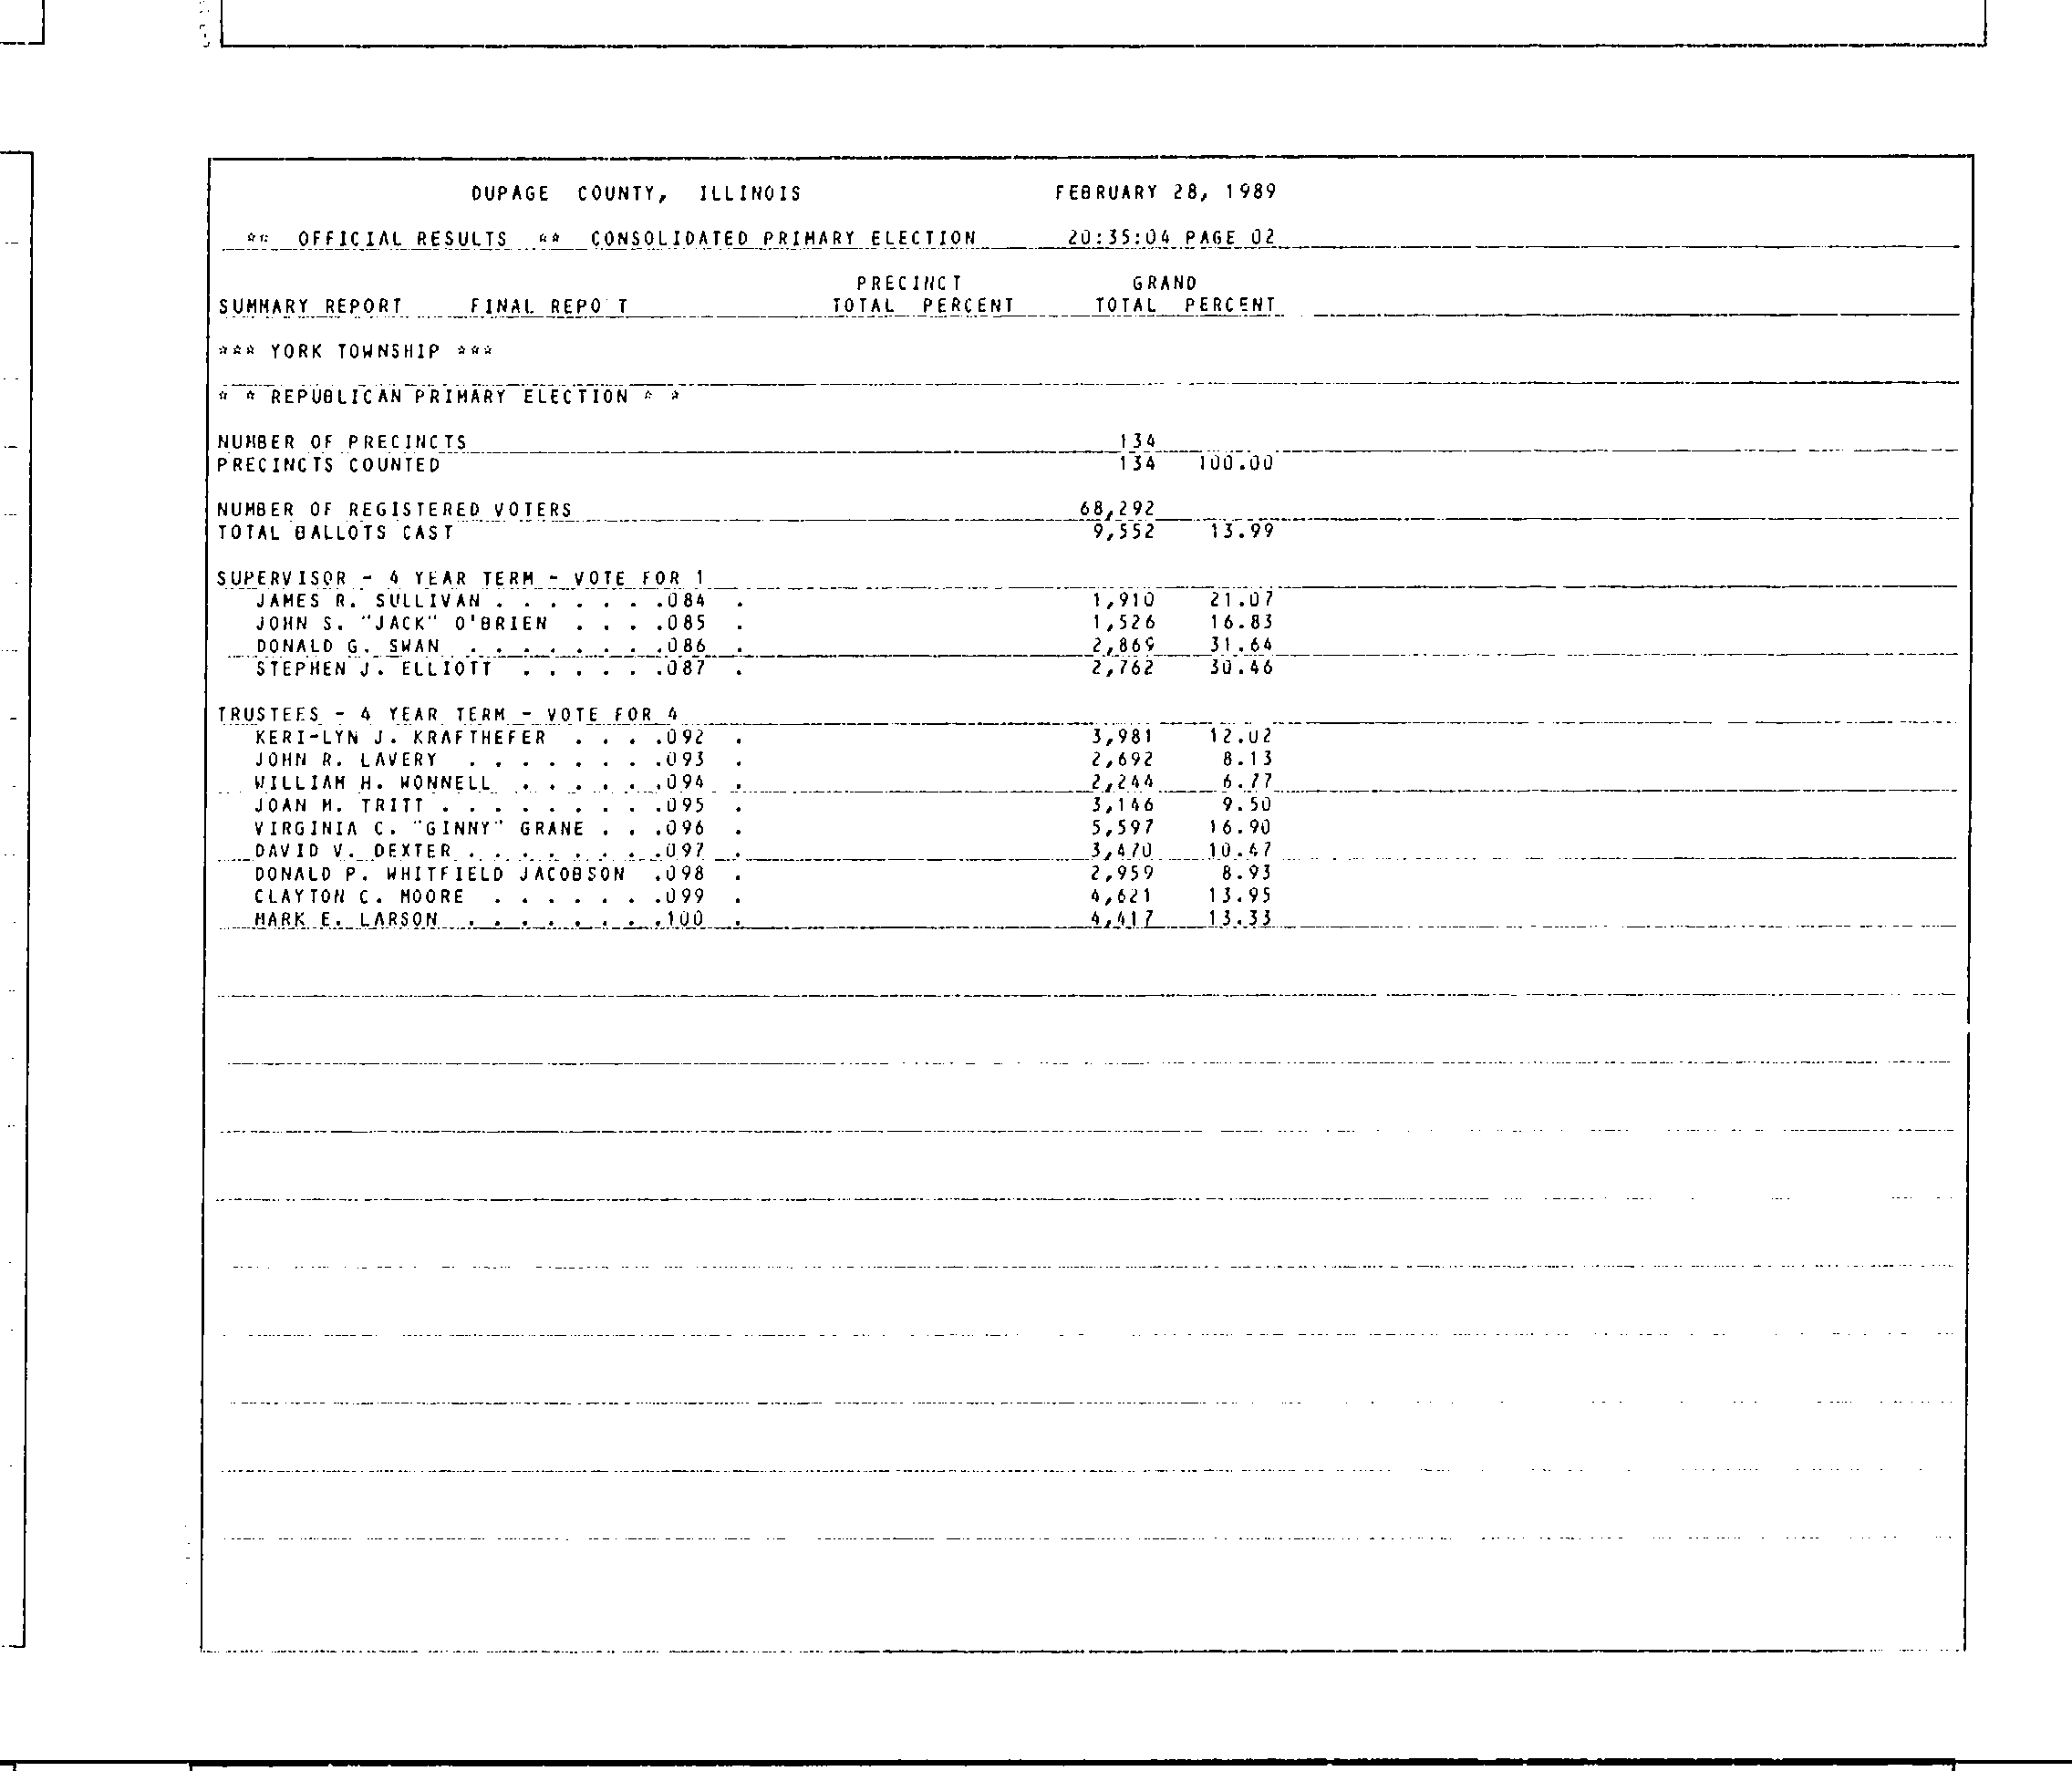 DUPAGE COUNTY, ILLINOIS FEBRUARY 28, 1989
** OFFICIAL RESULTS ** CONSOLIDATED PRIMARY ELECTION 20:35:04 PAGE 02
PRECINCT GRAND
SUMMARY REPORT FINAL REPO T TOTAL PERCENT TOTAL PERCENT
*** YORK TOWNSHIP ***
* * REPUBLICAN PRIMARY ELECTION * *
NUMBER OF PRECINCTS 134
PRECINCTS COUNTED 134 100.00
NUMBER OF REGISTERED VOTERS 68,292
TOTAL BALLOTS CAST 9,552 13.99
SUPERVISOR - 4 YEAR TERM - VOTE FOR 1
JAMES R. SULLIVAN . . . . . . .084 . 1,910 21.07
JOHN S. "JACK" O'BRIEN . . . .085 . 1,526 16.83
DONALD G. SWAN . . . . . . . .086 . 2,869 31.64
STEPHEN J. ELLIOTT . . . . . .087 . 2,762 30.46
TRUSTEES - 4 YEAR TERM - VOTE FOR 4
KERI-LYN J. KRAFTHEFER . . . .092 . 3,981 12.02
JOHN R. LAVERY . . . . . . . .093 . 2,692 8.13
WILLIAM H. WONNELL . . . . . .094 . 2,244 6.77
JOAN M. TRITT . . . . . . . . .095 . 3,146 9.50
VIRGINIA C. "GINNY" GRANE . . .096 . 5,597 16.90
DAVID V. DEXTER . . . . . . . .097 . 3,470 10.47
DONALD P. WHITFIELD JACOBSON .098 . 2,959 8.93
CLAYTON C. MOORE . . . . . . .099 . 4,621 13.95
MARK E. LARSON . . . . . . . .100 . 4,417 13.33